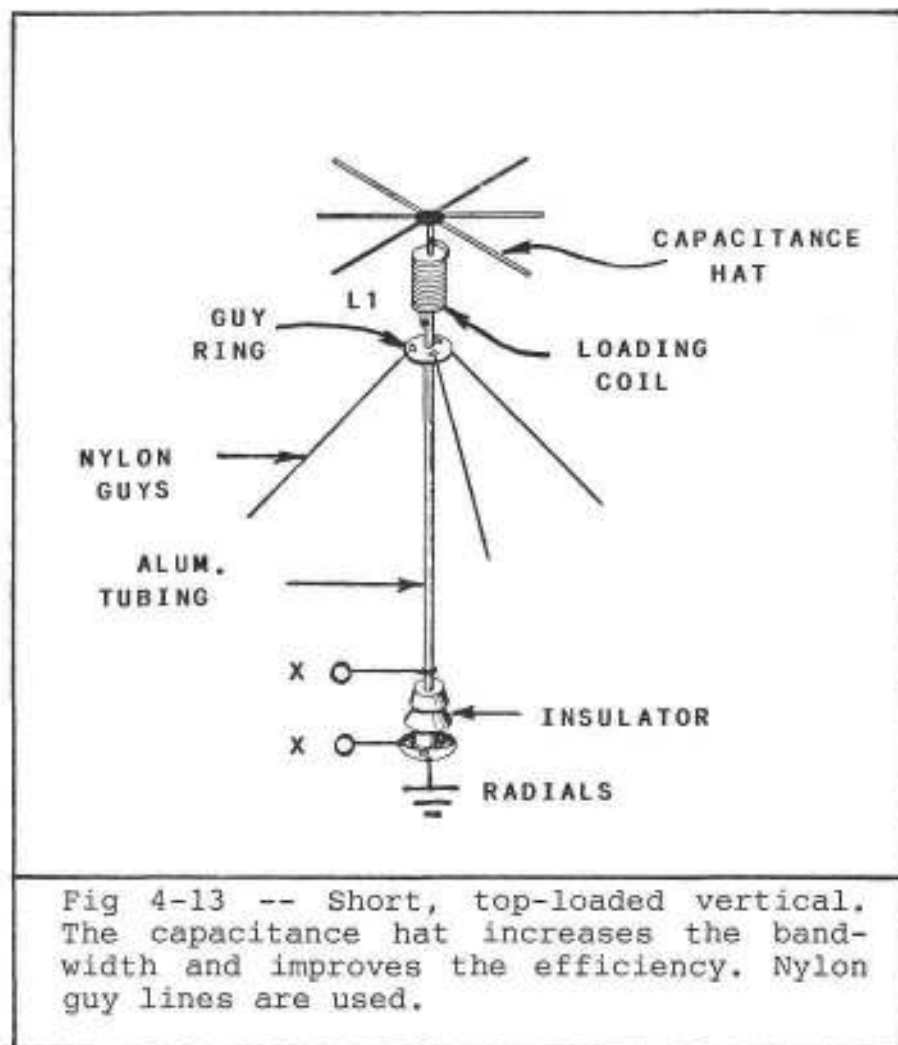 CAPACITANCE
HAT
L1
GUY
RING
LOADING
COIL
NYLON
GUYS
ALUM.
TUBING
X
INSULATOR
X
RADIALS
Fig 4-13 -- Short, top-loaded vertical.
The capacitance hat increases the band-
width and improves the efficiency. Nylon
guy lines are used.